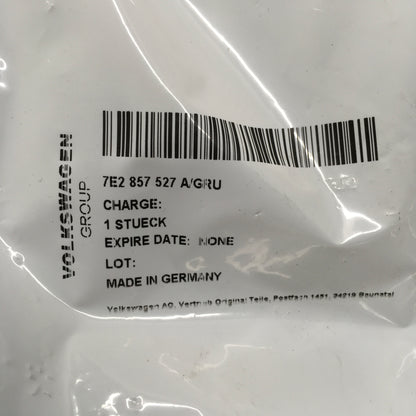 VOLKSWAGEN
GROUP
7E2 857 527 A/GRU
CHARGE:
1 STUECK
EXPIRE DATE: NONE
LOT:
MADE IN GERMANY
Volkswagen AG, Vertrieb Original Teile, Postfach 1451, 34219 Baunatal